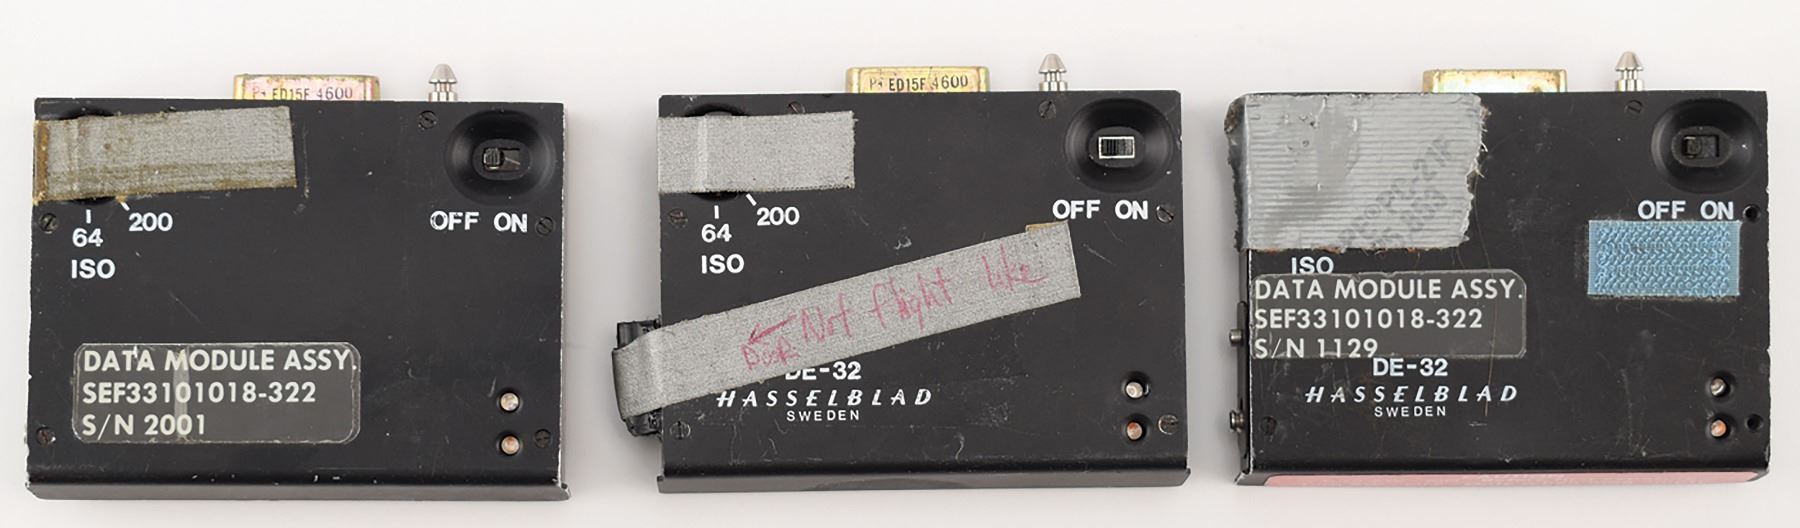 ED15F 4600
64
200
ISO
OFF ON
DATA MODULE ASSY.
SEF33101018-322
S/N 2001
ED15F 4600
64
200
ISO
OFF ON
Not flight like
Door
DE-32
HASSELBLAD
SWEDEN
OFF ON
ISO
DATA MODULE ASSY.
SEF33101018-322
S/N 1129
DE-32
HASSELBLAD
SWEDEN